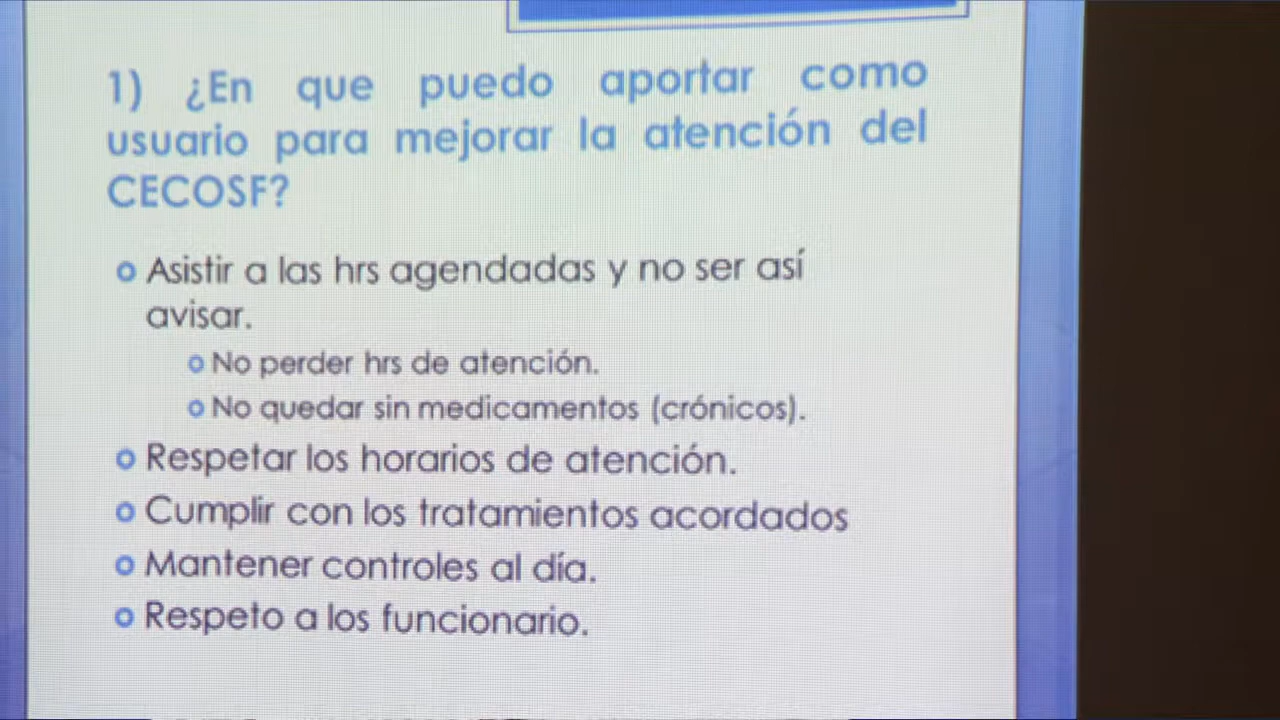 1) ¿En que puedo aportar como
usuario para mejorar la atención del
CECOSF?
Asistir a las hrs agendadas y no ser así
avisar.
No perder hrs de atención.
No quedar sin medicamentos (crónicos).
Respetar los horarios de atención.
Cumplir con los tratamientos acordados
Mantener controles al día.
Respeto a los funcionario.